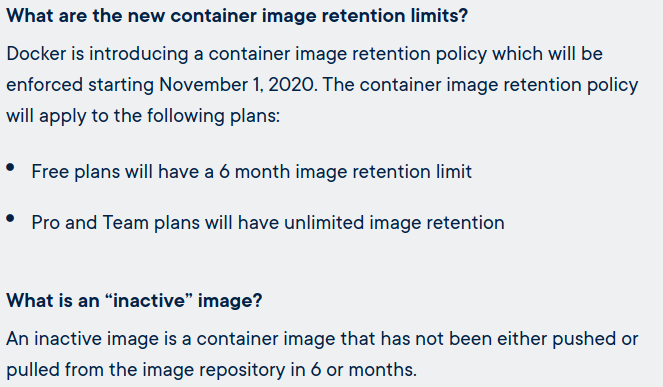 What are the new container image retention limits?
Docker is introducing a container image retention policy which will be
enforced starting November 1, 2020. The container image retention policy
will apply to the following plans:
• Free plans will have a 6 month image retention limit
• Pro and Team plans will have unlimited image retention
What is an “inactive” image?
An inactive image is a container image that has not been either pushed or
pulled from the image repository in 6 or months.